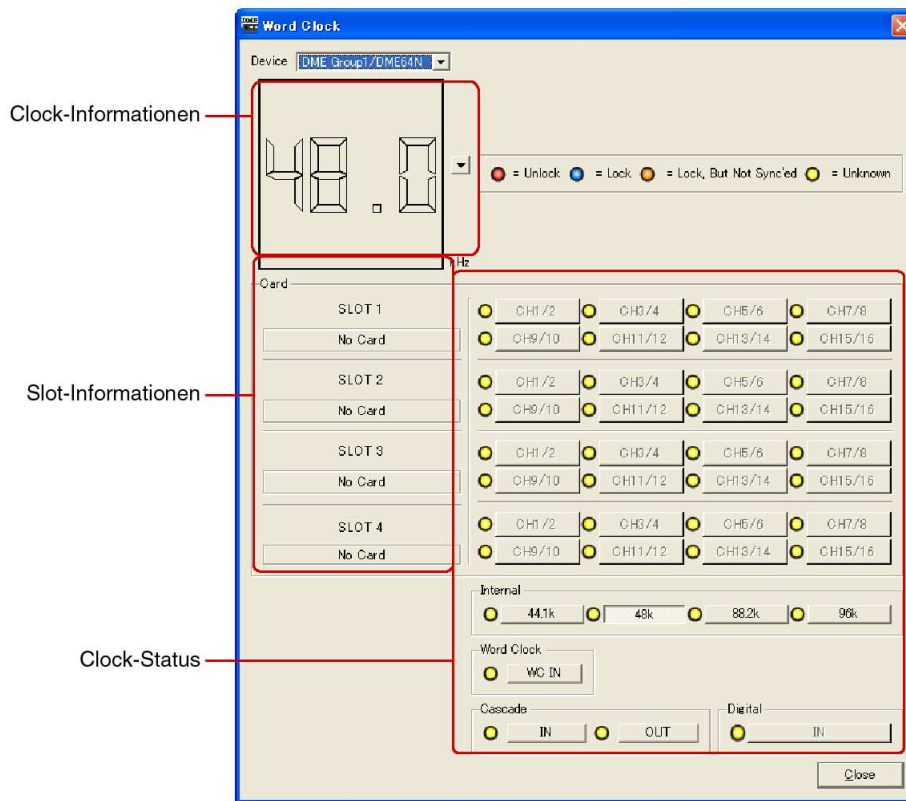 DME Word Clock
Device DME Group1/DME64N
Clock-Informationen
48.0
= Unlock = Lock = Lock, But Not Sync'ed = Unknown
kHz
Card
SLOT 1
CH1/2 CH3/4 CH5/6 CH7/8
No Card
CH9/10 CH11/12 CH13/14 CH15/16
SLOT 2
CH1/2 CH3/4 CH5/6 CH7/8
Slot-Informationen
No Card
CH9/10 CH11/12 CH13/14 CH15/16
SLOT 3
CH1/2 CH3/4 CH5/6 CH7/8
No Card
CH9/10 CH11/12 CH13/14 CH15/16
SLOT 4
CH1/2 CH3/4 CH5/6 CH7/8
No Card
CH9/10 CH11/12 CH13/14 CH15/16
Internal
44.1k 48k 88.2k 96k
Clock-Status
Word Clock
WC IN
Cascade
IN OUT
Digital
IN
Close